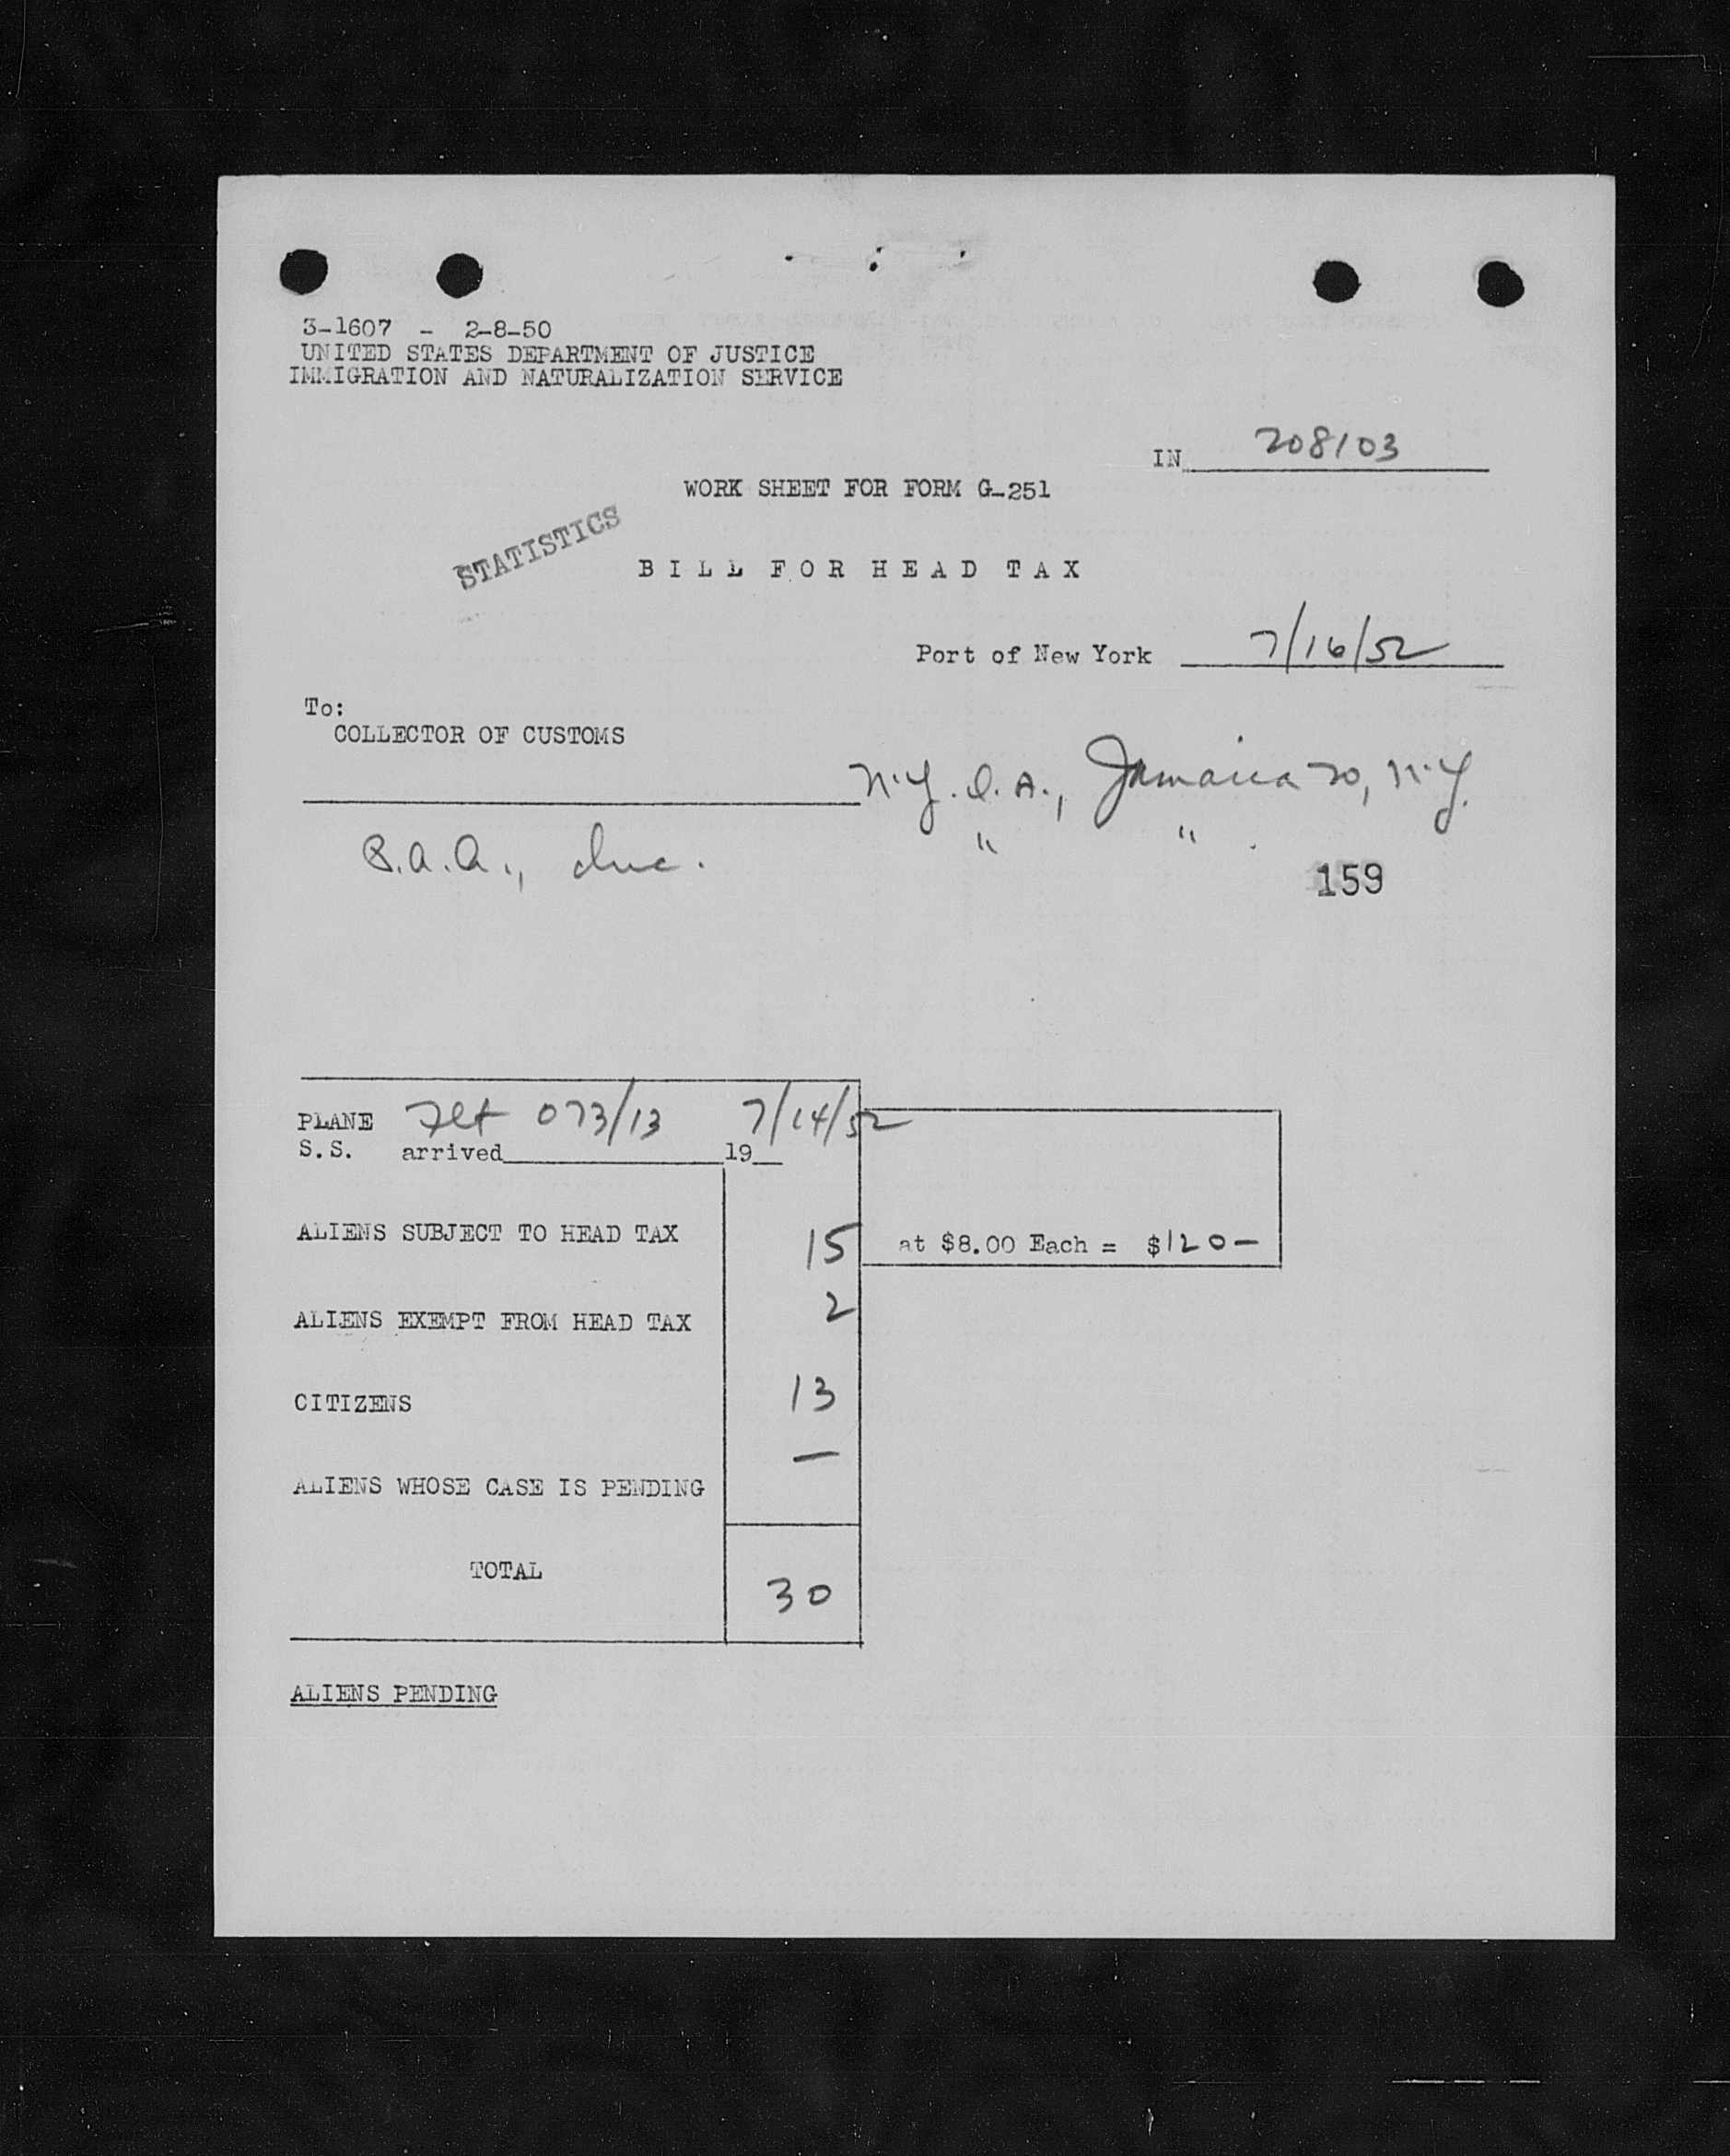 3-1607 - 2-8-50
UNITED STATES DEPARTMENT OF JUSTICE
IMMIGRATION AND NATURALIZATION SERVICE
IN 208103
WORK SHEET FOR FORM G-251
STATISTICS
BILL FOR HEAD TAX
Port of New York 7/16/52
To:
COLLECTOR OF CUSTOMS
N.Y.I.A., Jamaica 30, N.Y.
A.A., Inc. " "
159
PLANE Flt 073/13 7/14/52
S.S. arrived 19
ALIENS SUBJECT TO HEAD TAX 15 at $8.00 Each = $120-
ALIENS EXEMPT FROM HEAD TAX 2
CITIZENS 13
ALIENS WHOSE CASE IS PENDING —
TOTAL 30
ALIENS PENDING